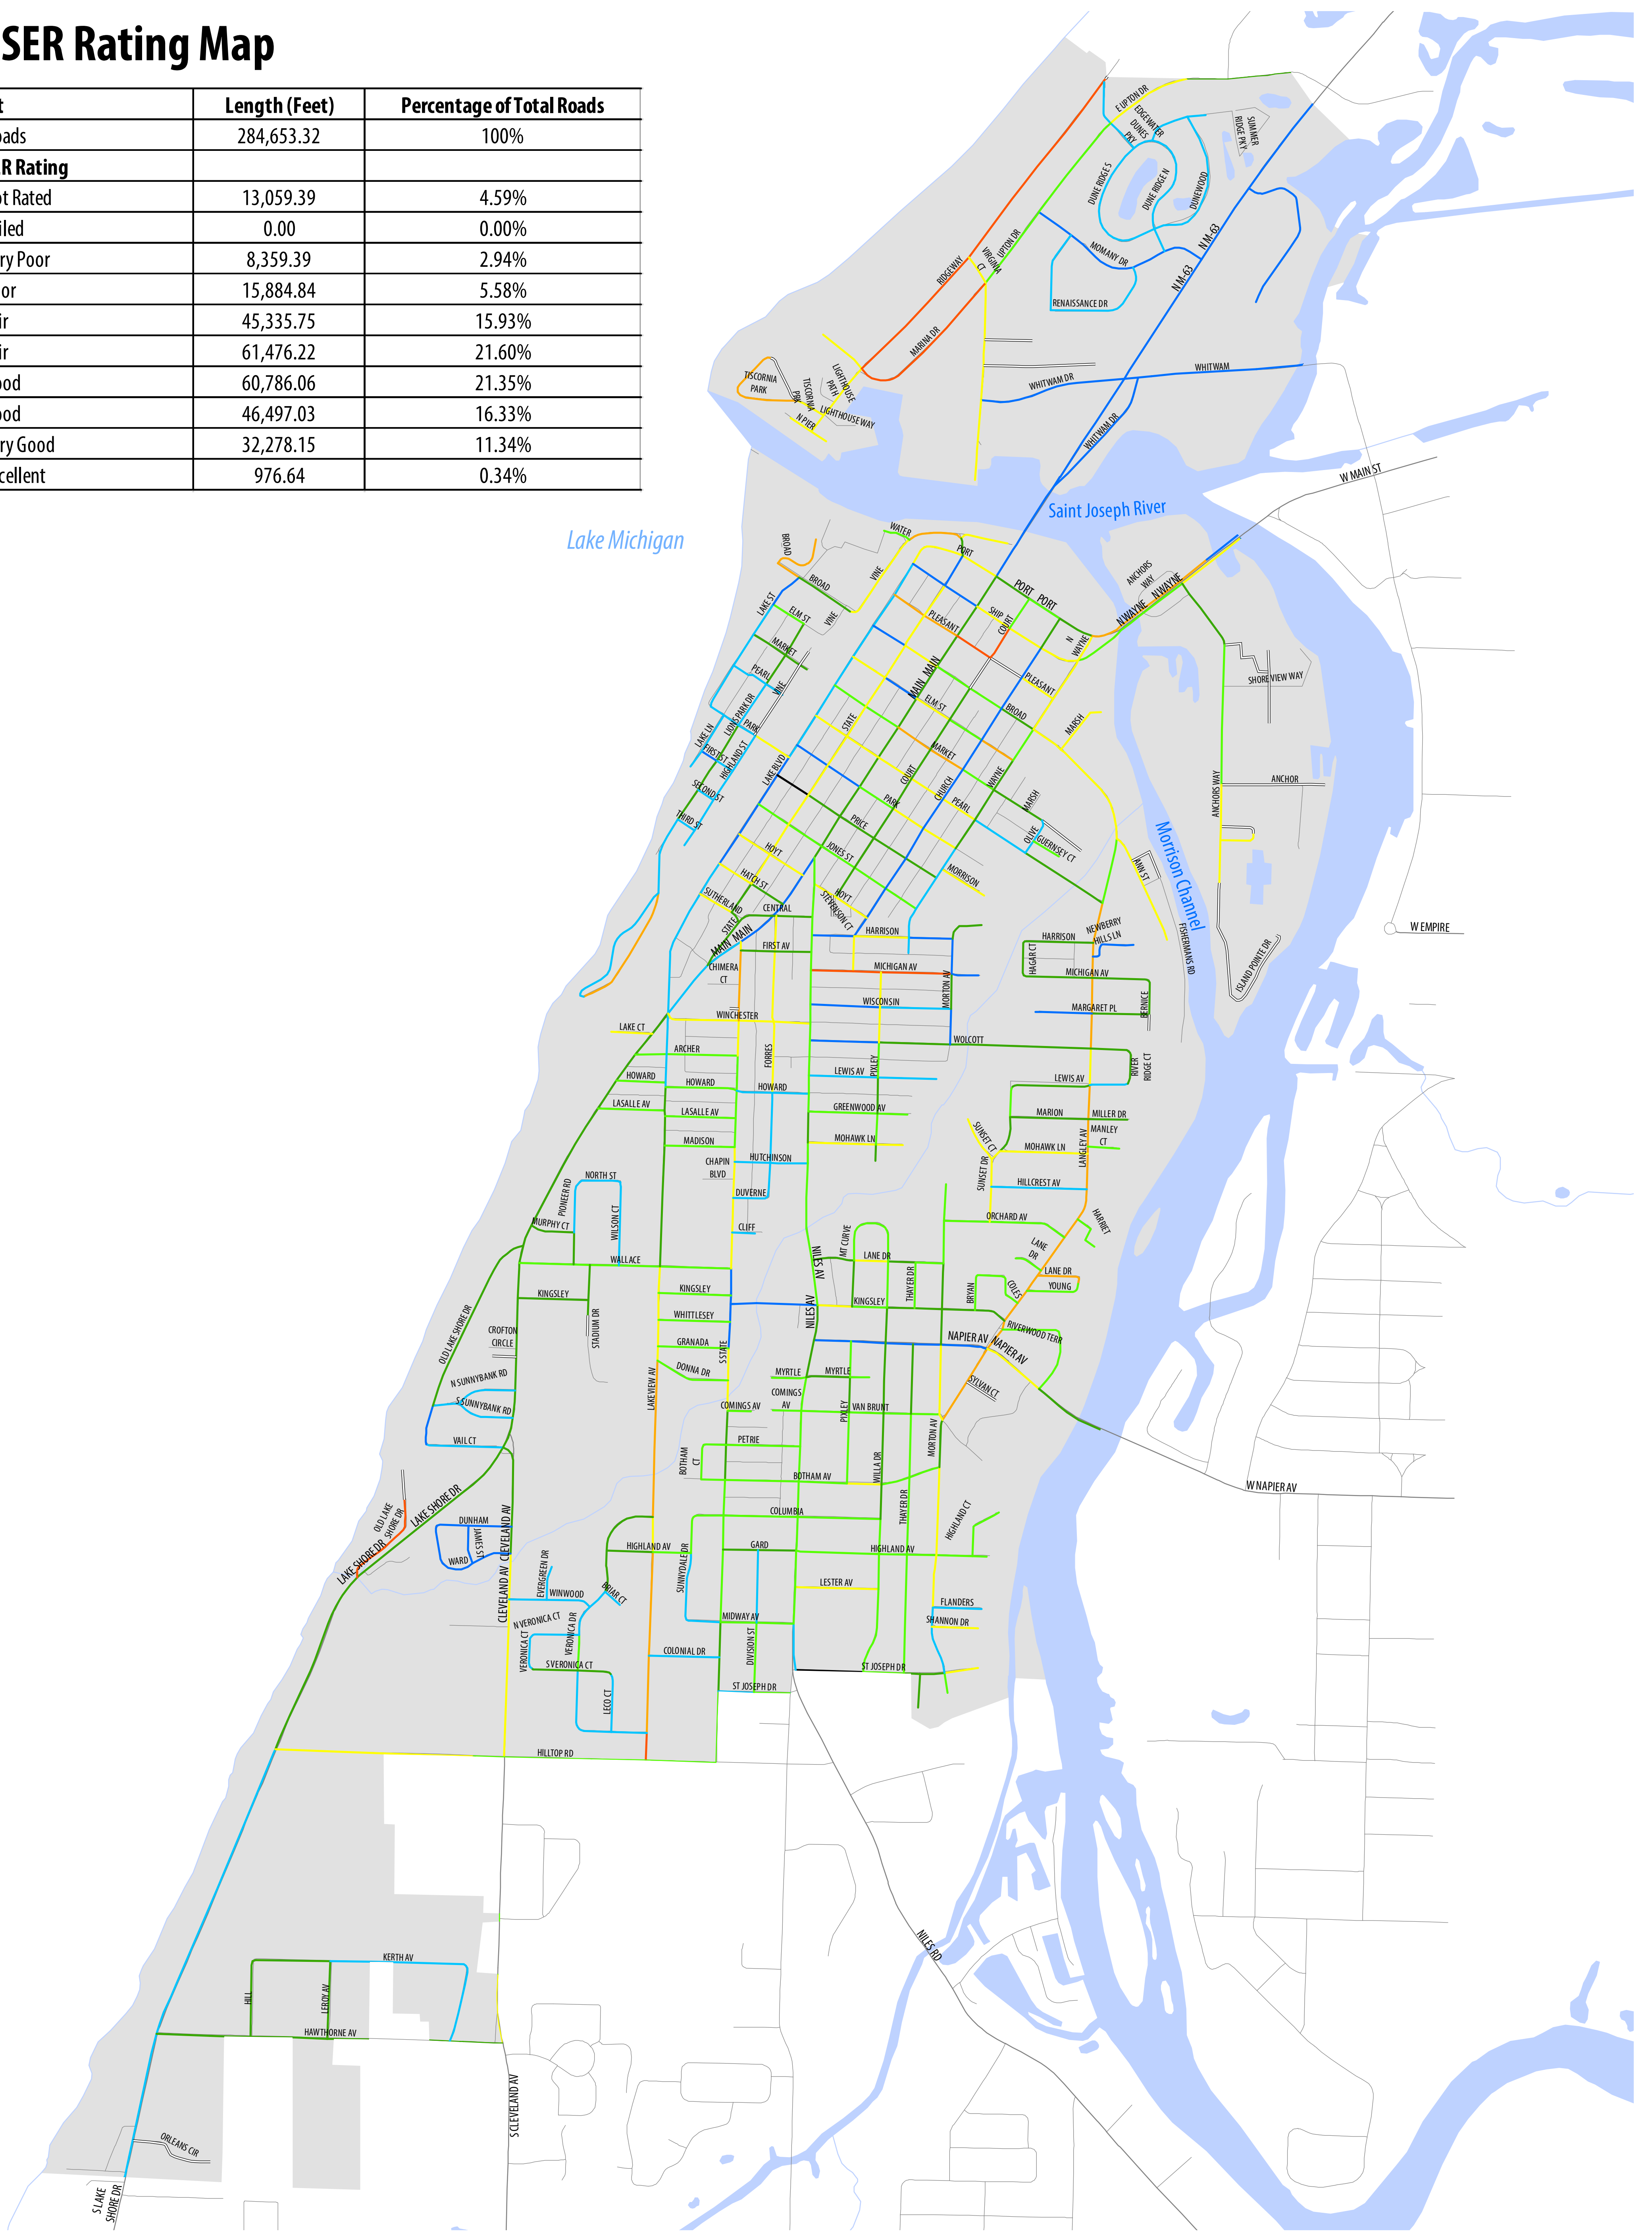 SER Rating Map
t Length (Feet) Percentage of Total Roads
oads 284,653.32 100%
R Rating
ot Rated 13,059.39 4.59%
iled 0.00 0.00%
ry Poor 8,359.39 2.94%
or 15,884.84 5.58%
ir 45,335.75 15.93%
ir 61,476.22 21.60%
ood 60,786.06 21.35%
ood 46,497.03 16.33%
ry Good 32,278.15 11.34%
cellent 976.64 0.34%
E UPTON DR
EDGEWATER
DUNES
PKY
SUMMER
RIDGE PKY
DUNE RIDGE S
DUNE RIDGE N
DUNEWOOD
N M-63
N M-63
MOMANY DR
UPTON DR
VIRGINIA
CT
RIDGEWAY
RENAISSANCE DR
MARINA DR
WHITWAM
WHITWAM DR
WHITWAM DR
TISCORNIA
PARK
TISCORNIA
PARK
LIGHTHOUSE
PATH
LIGHTHOUSE WAY
N PIER
W MAIN ST
Saint Joseph River
Lake Michigan
WATER
BROAD
PORT
VINE
BROAD
PORT
PORT
ANCHORS
WAY
N WAYNE
N WAYNE
LAKE ST
ELM ST
VINE
PLEASANT
SHIP
COURT
N
WAYNE
MARKET
MAIN
MAIN
PEARL
VINE
PLEASANT
SHORE VIEW WAY
LIONS PARK DR
ELM ST
BROAD
STATE
MARSH
LAKE LN
PARK
FIRST ST
HIGHLAND ST
MARKET
LAKE BLVD
COURT
CHURCH
WAYNE
ANCHORS WAY
ANCHOR
SECOND ST
PARK
PEARL
MARSH
THIRD ST
PRICE
OLIVE
GUERNSEY CT
Morrison Channel
HOYT
JONES ST
ANN ST
HATCH ST
MORRISON
SUTHERLAND
HOYT
STEVENSON CT
CENTRAL
STATE
MAIN
MAIN
HARRISON
HARRISON
NEWBERRY
HILLS LN
W EMPIRE
FIRST AV
HAGAR CT
FISHERMANS RD
ISLAND POINTE DR
CHIMERA
CT
MICHIGAN AV
MICHIGAN AV
MORTON AV
WISCONSIN
MARGARET PL
BERNICE
WINCHESTER
LAKE CT
WOLCOTT
ARCHER
FORRES
PIXLEY
RIVER
RIDGE CT
HOWARD
HOWARD
HOWARD
LEWIS AV
LEWIS AV
LASALLE AV
LASALLE AV
GREENWOOD AV
MARION
MILLER DR
MADISON
MOHAWK LN
SUNSET CT
MOHAWK LN
LANGLEY AV
MANLEY
CT
CHAPIN
BLVD
HUTCHINSON
SUNSET DR
NORTH ST
PIONEER RD
DUVERNE
HILLCREST AV
MURPHY CT
WILSON CT
CLIFF
MT CURVE
ORCHARD AV
HARRIET
WALLACE
NILES AV
LANE DR
LANE
DR
THAYER DR
LANE DR
KINGSLEY
KINGSLEY
KINGSLEY
BRYAN
COLES
YOUNG
WHITTLESEY
NILES AV
RIVERWOOD TERR
OLD LAKE SHORE DR
CROFTON
CIRCLE
STADIUM DR
GRANADA
S STATE
NAPIER AV
NAPIER AV
DONNA DR
MYRTLE
MYRTLE
N SUNNYBANK RD
S SUNNYBANK RD
LAKEVIEW AV
COMINGS
AV
COMINGS AV
PIXLEY
VAN BRUNT
SYLVAN CT
VAIL CT
PETRIE
MORTON AV
BOTHAM
CT
BOTHAM AV
WILLA DR
W NAPIER AV
LAKE SHORE DR
OLD LAKE
SHORE DR
THAYER DR
COLUMBIA
HIGHLAND CT
DUNHAM
JAMES ST
WARD
CLEVELAND AV
CLEVELAND AV
HIGHLAND AV
GARD
HIGHLAND AV
LAKE SHORE DR
EVERGREEN DR
SUNNYDALE DR
WINWOOD
BRIAR CT
LESTER AV
FLANDERS
SHANNON DR
N VERONICA CT
VERONICA DR
MIDWAY AV
VERONICA CT
DIVISION ST
COLONIAL DR
S VERONICA CT
ST JOSEPH DR
LECO CT
ST JOSEPH DR
HILLTOP RD
NILES RD
KERTH AV
HILL
LEROY AV
HAWTHORNE AV
S CLEVELAND AV
ORLEANS CIR
S LAKE
SHORE DR